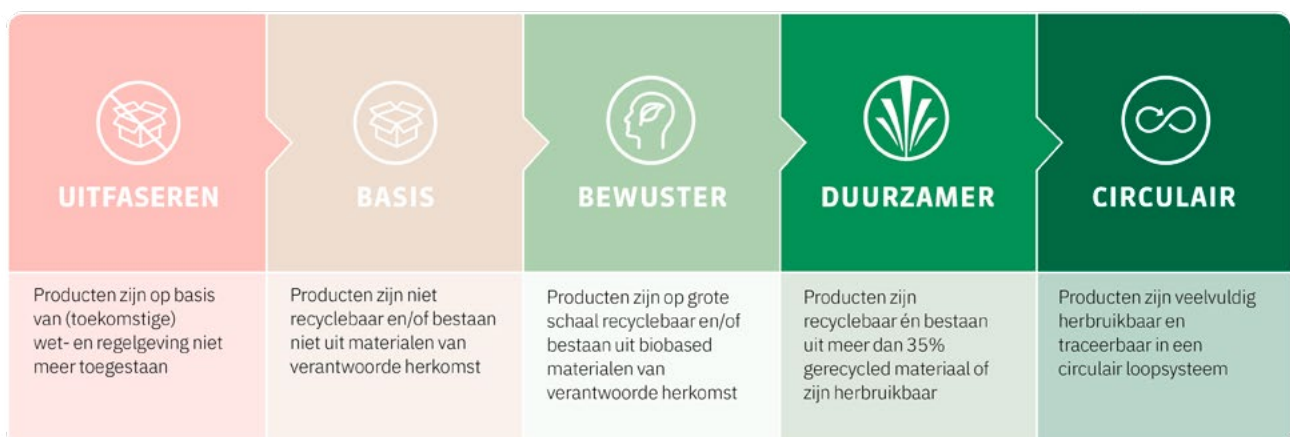 UITFASEREN
BASIS
BEWUSTER
DUURZAMER
CIRCULAIR
Producten zijn op basis
van (toekomstige)
wet- en regelgeving niet
meer toegestaan
Producten zijn niet
recyclebaar en/of bestaan
niet uit materialen van
verantwoorde herkomst
Producten zijn op grote
schaal recyclebaar en/of
bestaan uit biobased
materialen van
verantwoorde herkomst
Producten zijn
recyclebaar én bestaan
uit meer dan 35%
gerecycled materiaal of
zijn herbruikbaar
Producten zijn veelvuldig
herbruikbaar en
traceerbaar in een
circulair loopsysteem